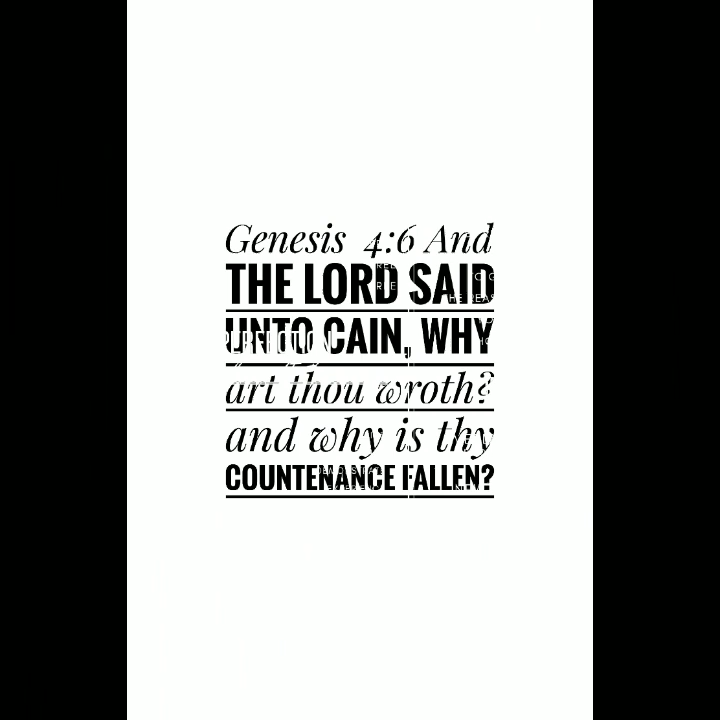 Genesis 4:6 And
THE LORD SAID
UNTO CAIN, WHY
art thou wroth?
and why is thy
COUNTENANCE FALLEN?
PERFECTION